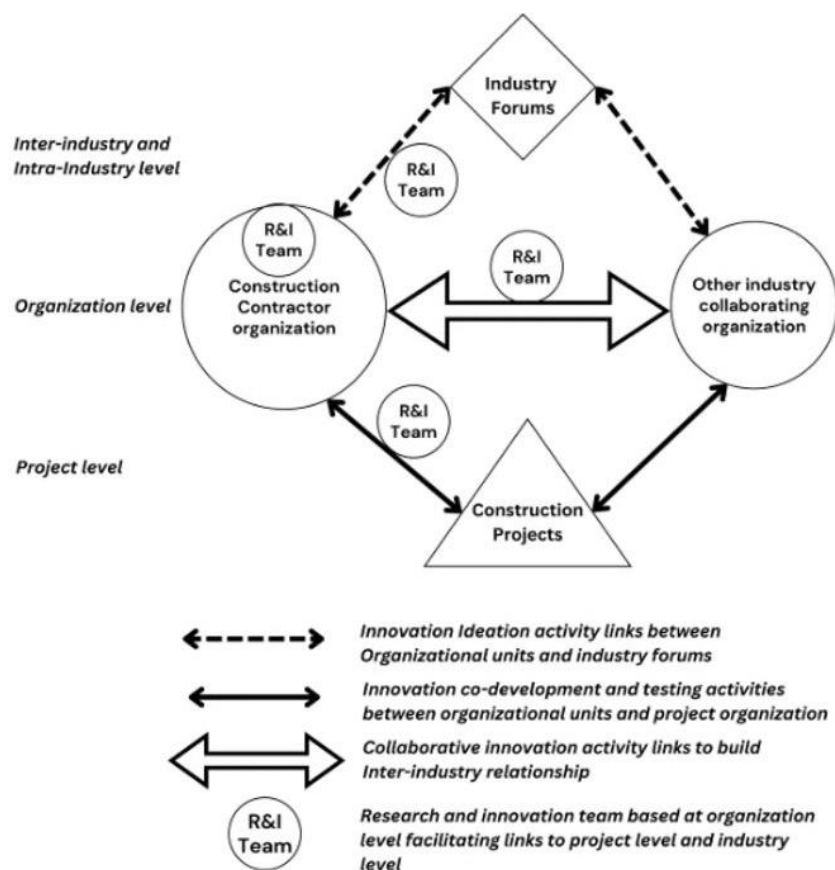 Industry
Forums
Inter-industry and
Intra-Industry level
R&I
Team
R&I
Team
R&I
Team
Construction
Contractor
organization
Organization level
Other industry
collaborating
organization
R&I
Team
Project level
Construction
Projects
Innovation Ideation activity links between
Organizational units and industry forums
Innovation co-development and testing activities
between organizational units and project organization
Collaborative innovation activity links to build
Inter-industry relationship
R&I
Team
Research and innovation team based at organization
level facilitating links to project level and industry
level